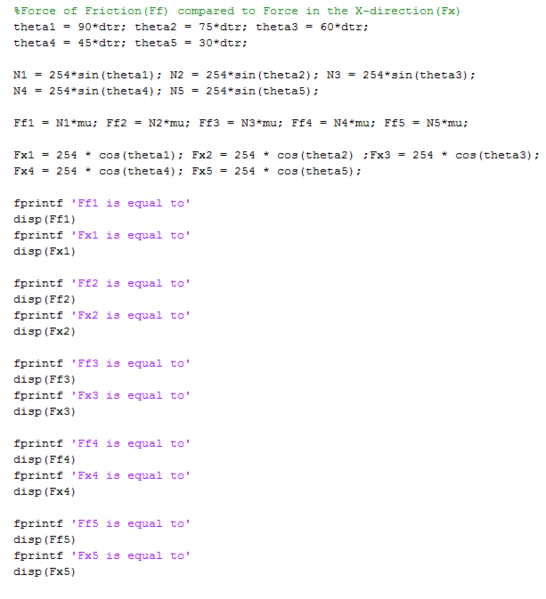 %Force of Friction(Ff) compared to Force in the X-direction(Fx)
theta1 = 90*dtr; theta2 = 75*dtr; theta3 = 60*dtr;
theta4 = 45*dtr; theta5 = 30*dtr;
N1 = 254*sin(theta1); N2 = 254*sin(theta2); N3 = 254*sin(theta3);
N4 = 254*sin(theta4); N5 = 254*sin(theta5);
Ff1 = N1*mu; Ff2 = N2*mu; Ff3 = N3*mu; Ff4 = N4*mu; Ff5 = N5*mu;
Fx1 = 254 * cos(theta1); Fx2 = 254 * cos(theta2) ;Fx3 = 254 * cos(theta3);
Fx4 = 254 * cos(theta4); Fx5 = 254 * cos(theta5);
fprintf 'Ff1 is equal to'
disp(Ff1)
fprintf 'Fx1 is equal to'
disp(Fx1)
fprintf 'Ff2 is equal to'
disp(Ff2)
fprintf 'Fx2 is equal to'
disp(Fx2)
fprintf 'Ff3 is equal to'
disp(Ff3)
fprintf 'Fx3 is equal to'
disp(Fx3)
fprintf 'Ff4 is equal to'
disp(Ff4)
fprintf 'Fx4 is equal to'
disp(Fx4)
fprintf 'Ff5 is equal to'
disp(Ff5)
fprintf 'Fx5 is equal to'
disp(Fx5)